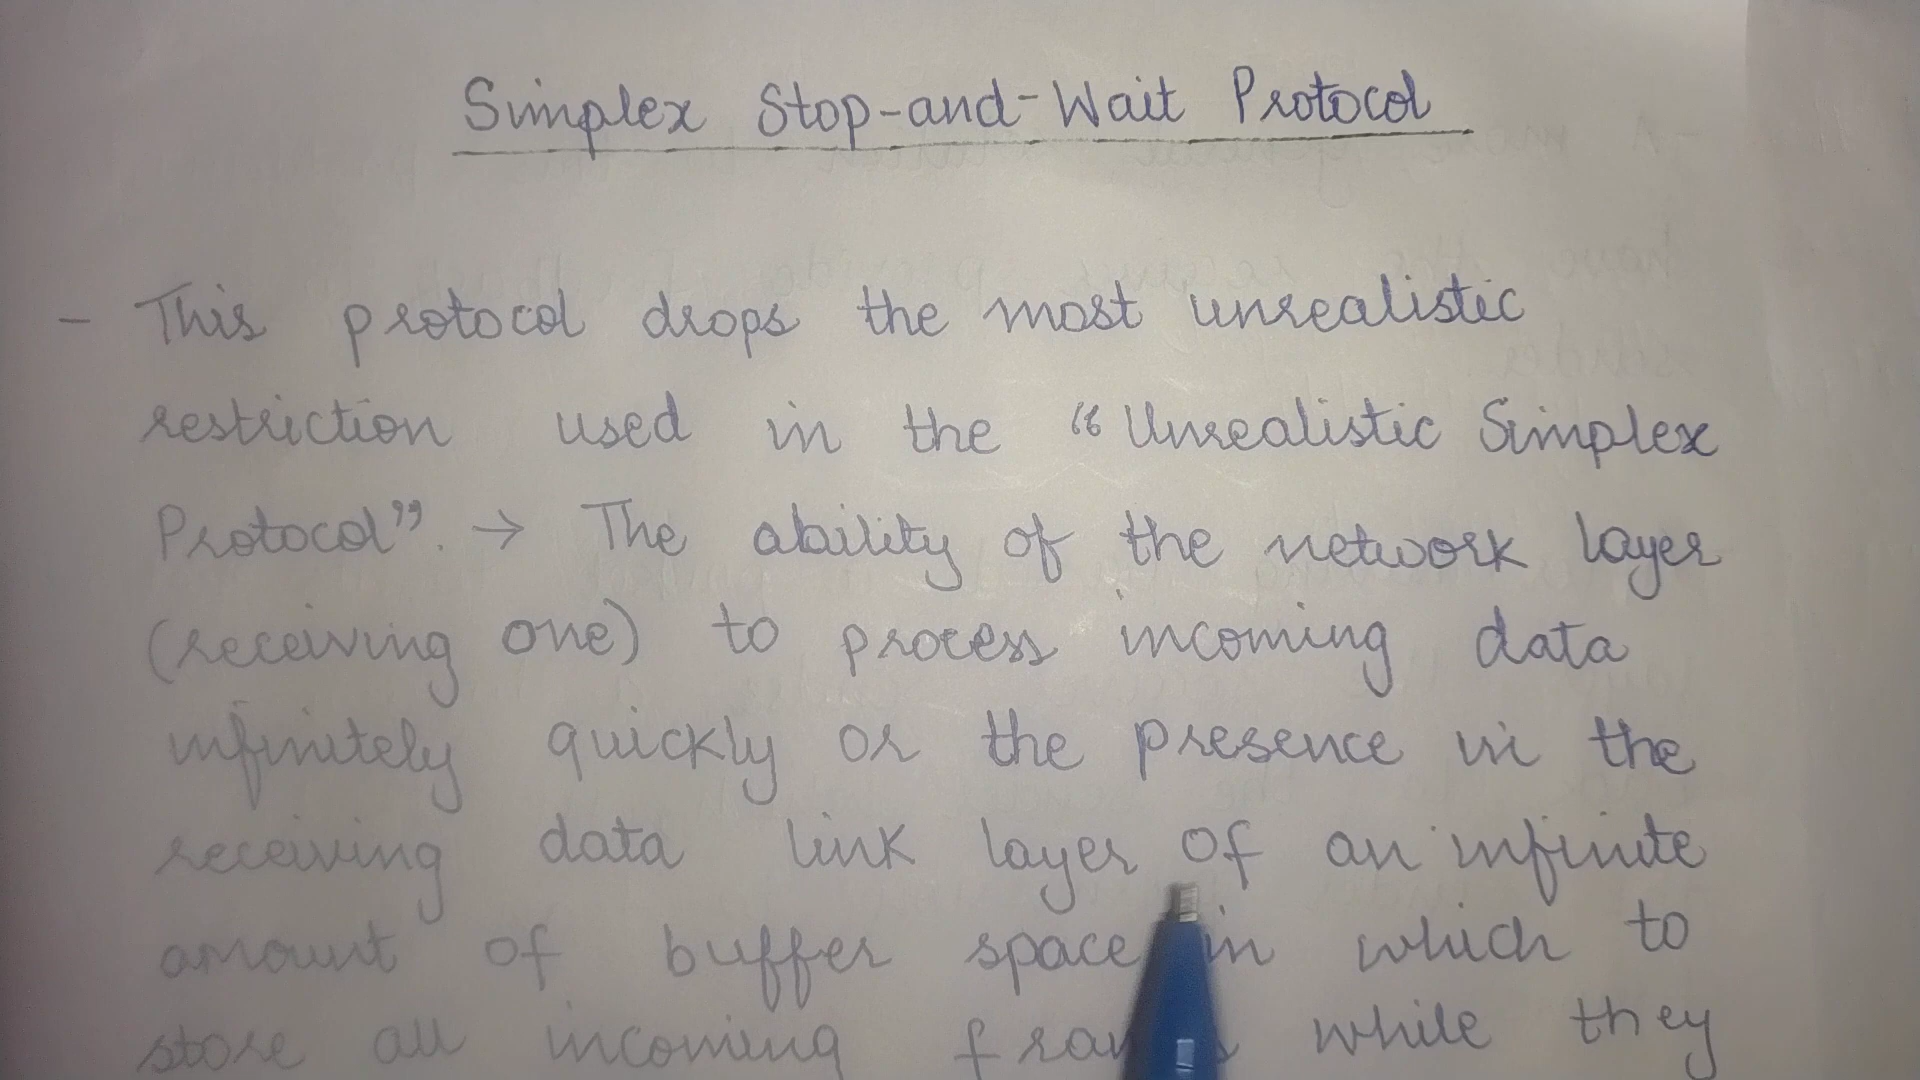 Simplex Stop-and-Wait Protocol
- This protocol drops the most unrealistic
restriction used in the “Unrealistic Simplex
Protocol”. → The ability of the network layer
(receiving one) to process incoming data
infinitely quickly or the presence in the
receiving data link layer of an infinite
amount of buffer space in which to
store all incoming while they